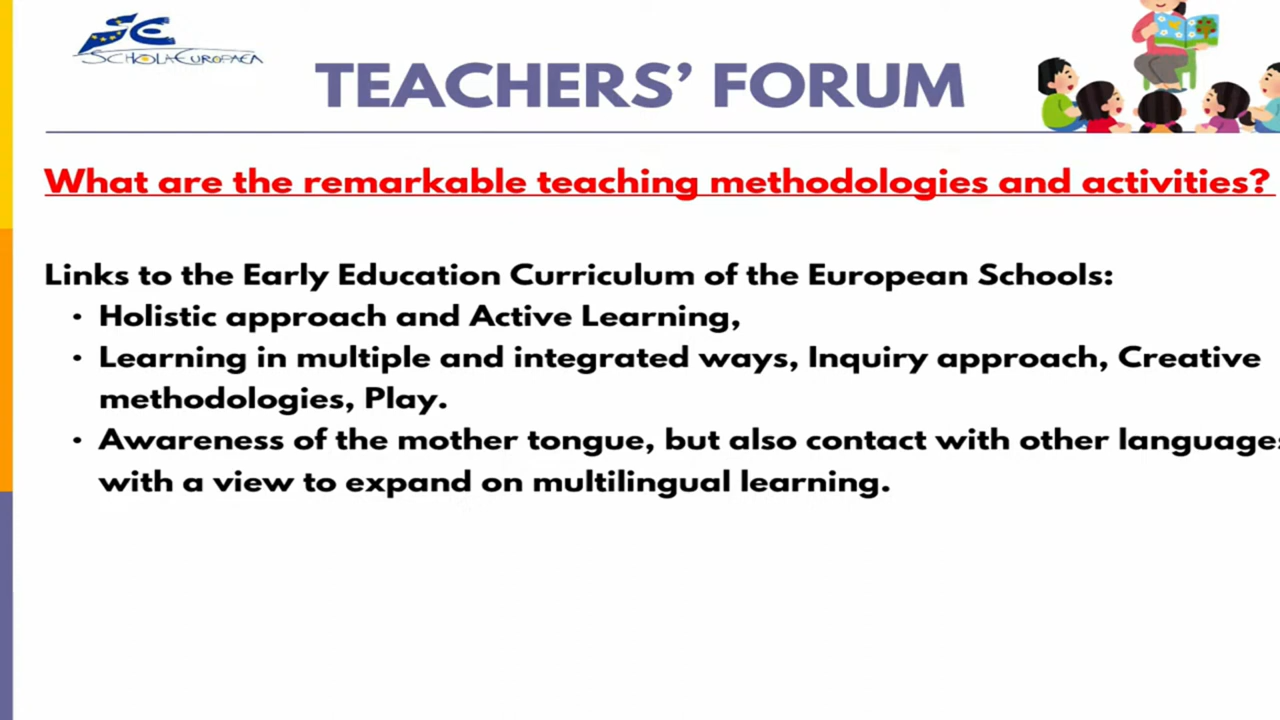 SCHOLA EUROPAEA
TEACHERS’ FORUM
What are the remarkable teaching methodologies and activities?
Links to the Early Education Curriculum of the European Schools:
• Holistic approach and Active Learning,
• Learning in multiple and integrated ways, Inquiry approach, Creative
methodologies, Play.
• Awareness of the mother tongue, but also contact with other languages
with a view to expand on multilingual learning.